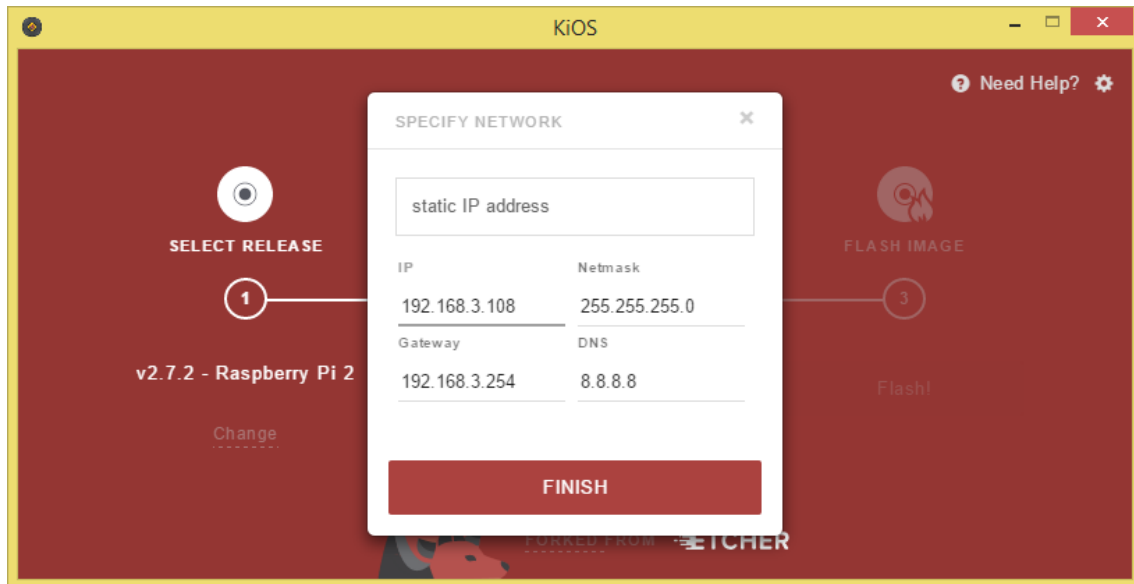 KiOS
Need Help?
SPECIFY NETWORK
static IP address
SELECT RELEASE
FLASH IMAGE
IP Netmask
1
192.168.3.108 255.255.255.0
3
Gateway DNS
v2.7.2 - Raspberry Pi 2
192.168.3.254 8.8.8.8
Flash!
Change
FINISH
FORKED FROM ETCHER